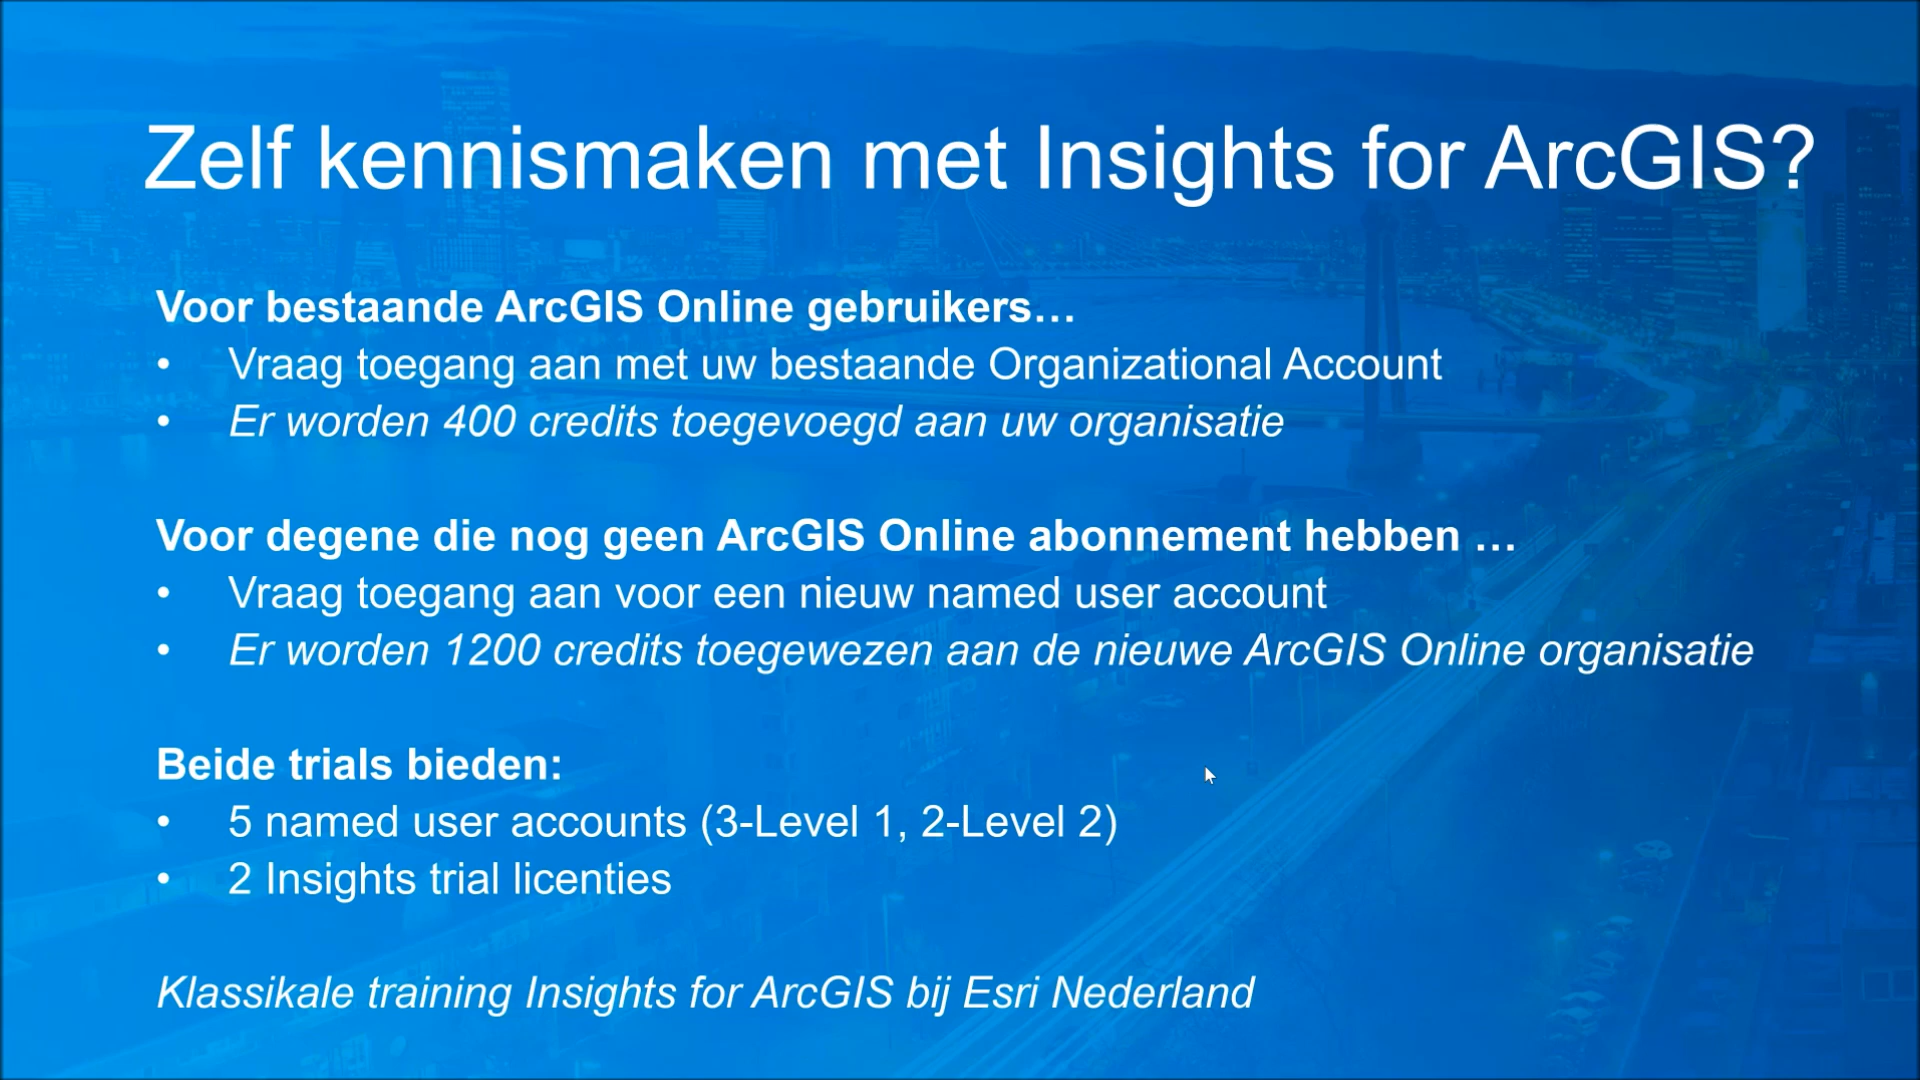 Zelf kennismaken met Insights for ArcGIS?
Voor bestaande ArcGIS Online gebruikers…
• Vraag toegang aan met uw bestaande Organizational Account
• Er worden 400 credits toegevoegd aan uw organisatie
Voor degene die nog geen ArcGIS Online abonnement hebben …
• Vraag toegang aan voor een nieuw named user account
• Er worden 1200 credits toegewezen aan de nieuwe ArcGIS Online organisatie
Beide trials bieden:
• 5 named user accounts (3-Level 1, 2-Level 2)
• 2 Insights trial licenties
Klassikale training Insights for ArcGIS bij Esri Nederland